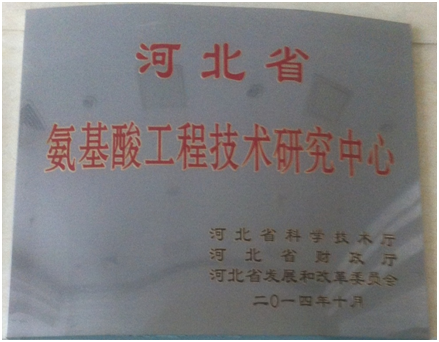 河北省
氨基酸工程技术研究中心
河北省科学技术厅
河北省财政厅
河北省发展和改革委员会
二〇一四年十月